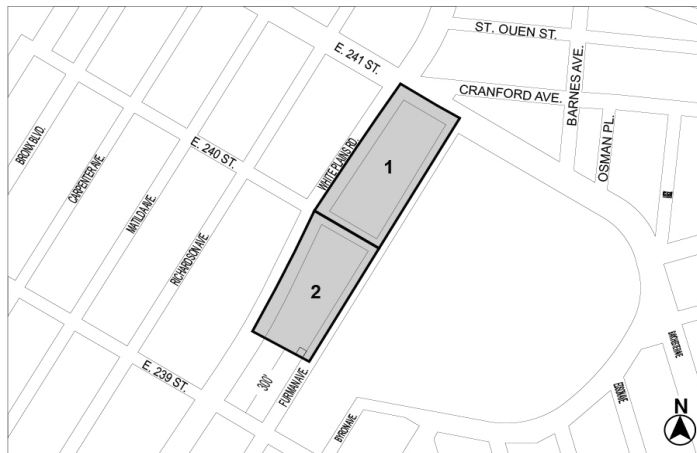 ST. OUEN ST.
E. 241 ST.
CRANFORD AVE.
BARNES AVE.
OSMAN PL.
E. 240 ST.
WHITE PLAINS RD.
BRONX BLVD.
CARPENTER AVE.
MATILDA AVE.
RICHARDSON AVE.
1
2
E. 239 ST.
300'
FURMAN AVE.
BYRON AVE.
N